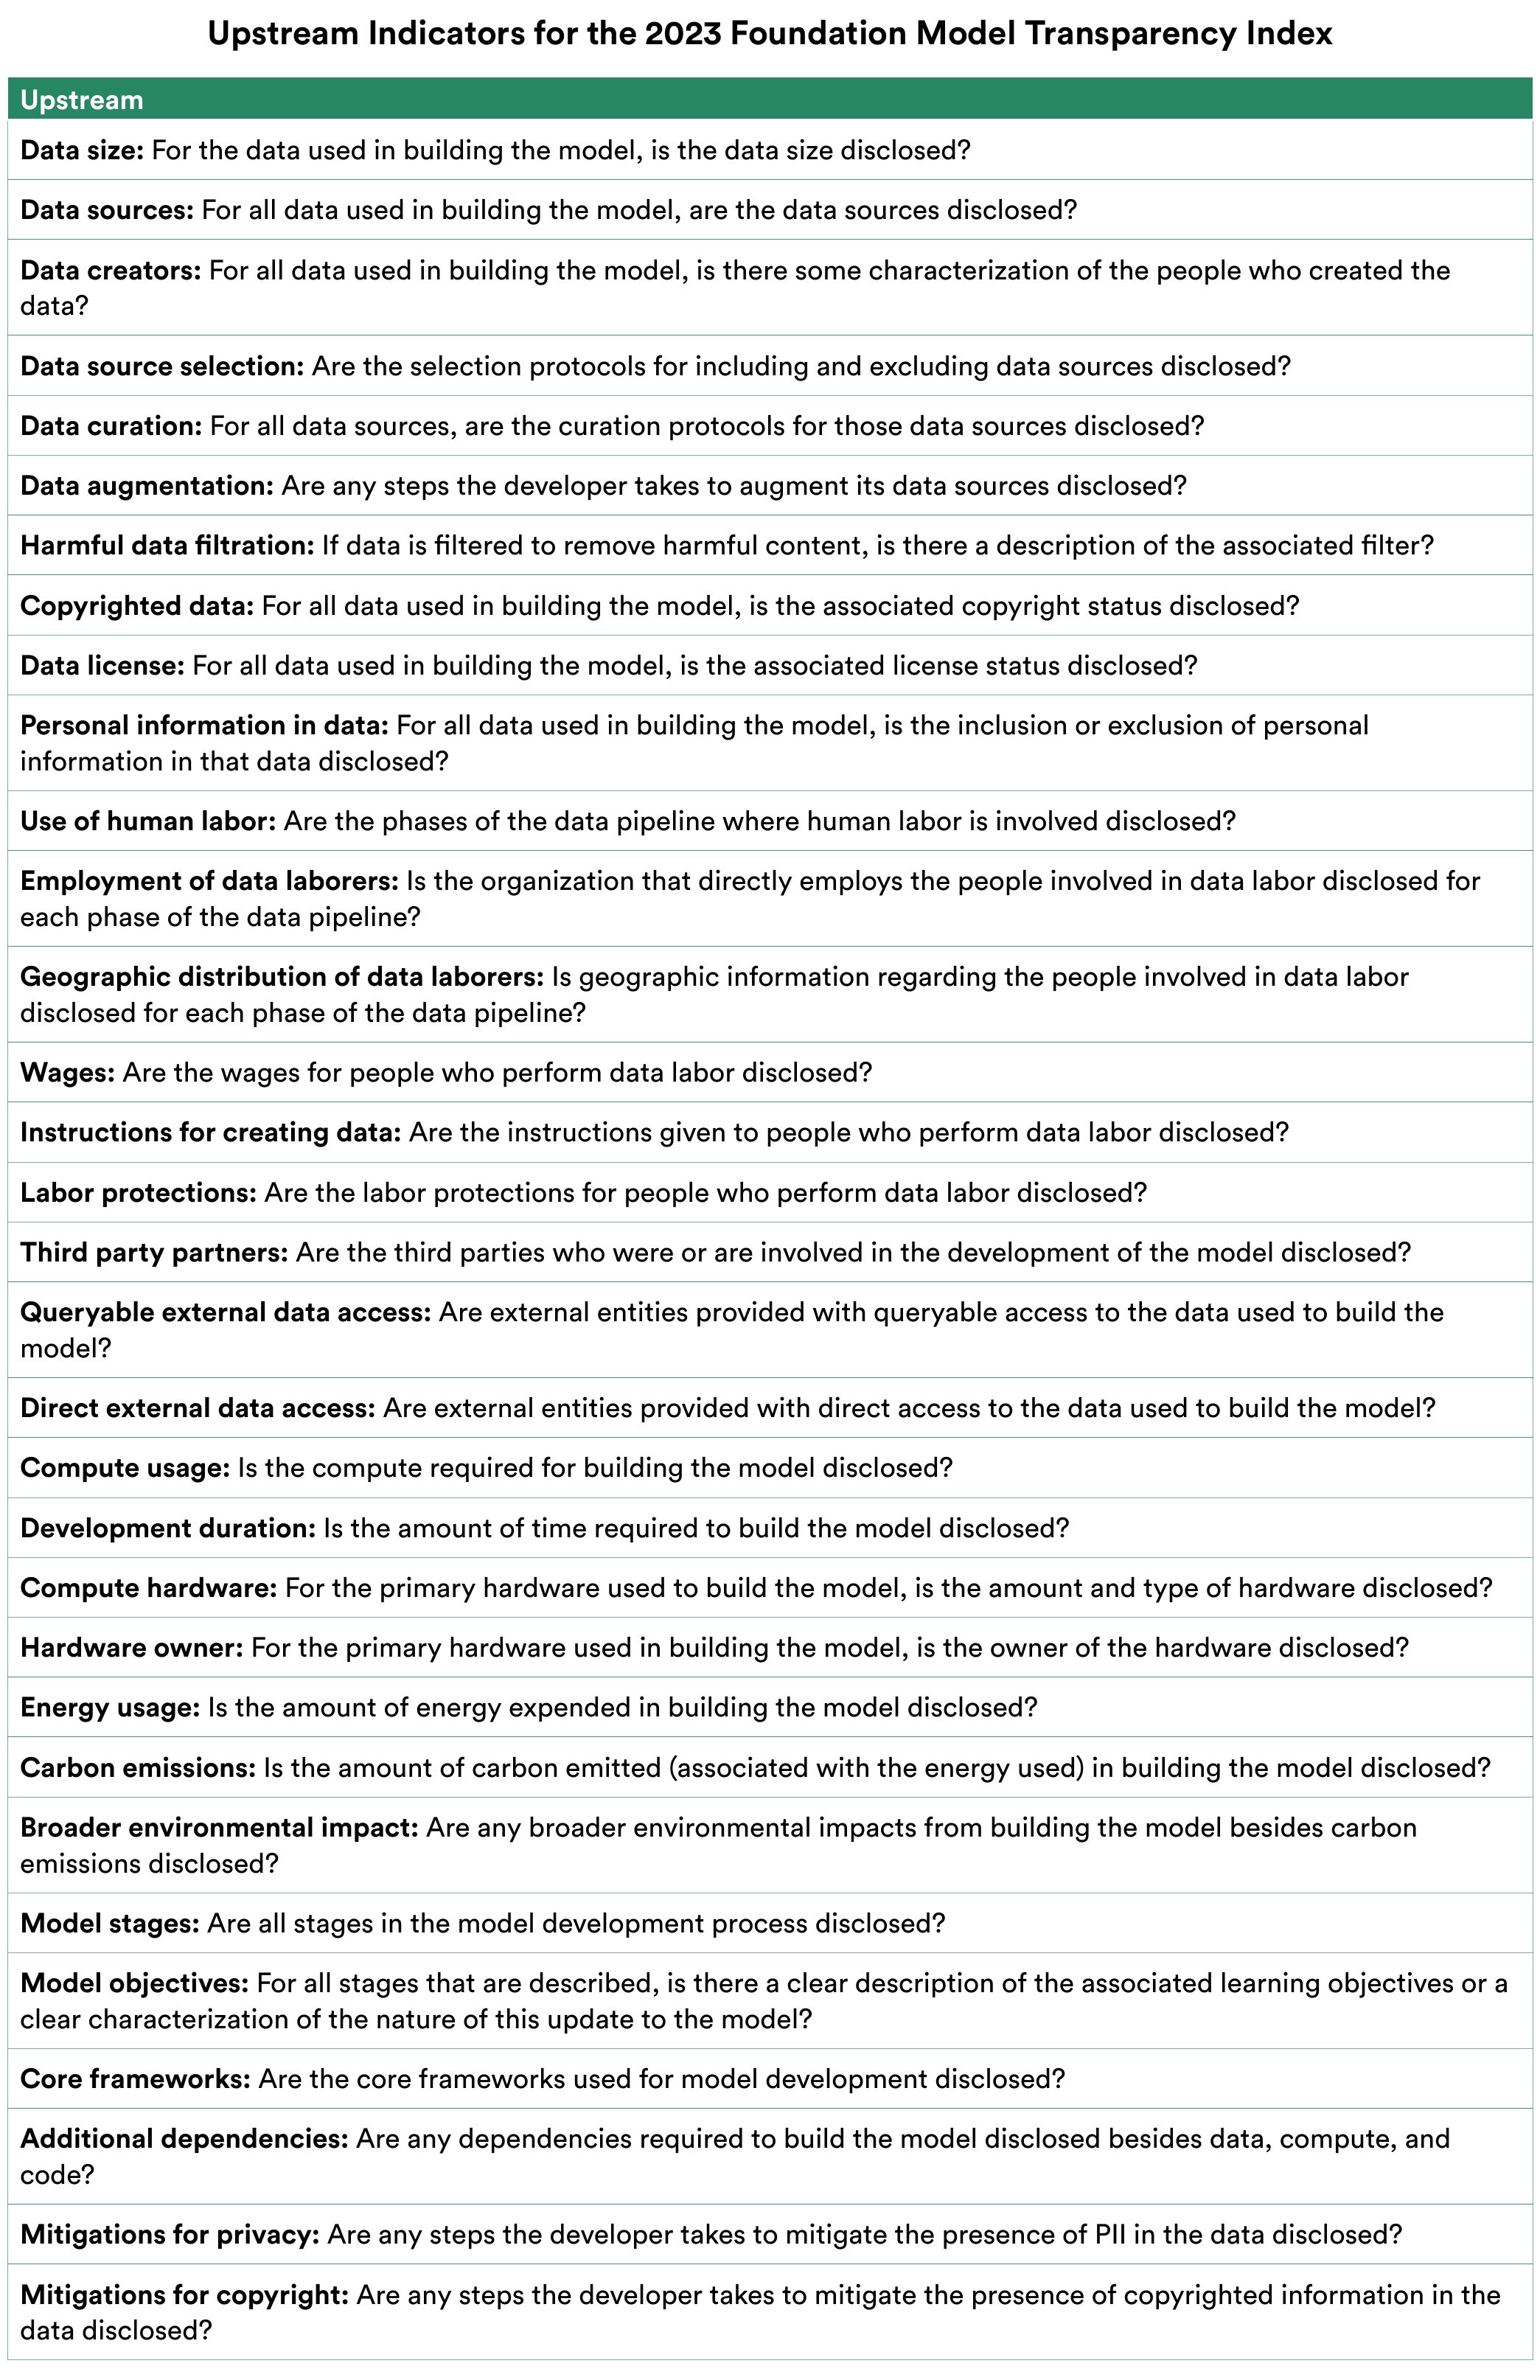 Upstream Indicators for the 2023 Foundation Model Transparency Index
Upstream
Data size: For the data used in building the model, is the data size disclosed?
Data sources: For all data used in building the model, are the data sources disclosed?
Data creators: For all data used in building the model, is there some characterization of the people who created the
data?
Data source selection: Are the selection protocols for including and excluding data sources disclosed?
Data curation: For all data sources, are the curation protocols for those data sources disclosed?
Data augmentation: Are any steps the developer takes to augment its data sources disclosed?
Harmful data filtration: If data is filtered to remove harmful content, is there a description of the associated filter?
Copyrighted data: For all data used in building the model, is the associated copyright status disclosed?
Data license: For all data used in building the model, is the associated license status disclosed?
Personal information in data: For all data used in building the model, is the inclusion or exclusion of personal
information in that data disclosed?
Use of human labor: Are the phases of the data pipeline where human labor is involved disclosed?
Employment of data laborers: Is the organization that directly employs the people involved in data labor disclosed for
each phase of the data pipeline?
Geographic distribution of data laborers: Is geographic information regarding the people involved in data labor
disclosed for each phase of the data pipeline?
Wages: Are the wages for people who perform data labor disclosed?
Instructions for creating data: Are the instructions given to people who perform data labor disclosed?
Labor protections: Are the labor protections for people who perform data labor disclosed?
Third party partners: Are the third parties who were or are involved in the development of the model disclosed?
Queryable external data access: Are external entities provided with queryable access to the data used to build the
model?
Direct external data access: Are external entities provided with direct access to the data used to build the model?
Compute usage: Is the compute required for building the model disclosed?
Development duration: Is the amount of time required to build the model disclosed?
Compute hardware: For the primary hardware used to build the model, is the amount and type of hardware disclosed?
Hardware owner: For the primary hardware used in building the model, is the owner of the hardware disclosed?
Energy usage: Is the amount of energy expended in building the model disclosed?
Carbon emissions: Is the amount of carbon emitted (associated with the energy used) in building the model disclosed?
Broader environmental impact: Are any broader environmental impacts from building the model besides carbon
emissions disclosed?
Model stages: Are all stages in the model development process disclosed?
Model objectives: For all stages that are described, is there a clear description of the associated learning objectives or a
clear characterization of the nature of this update to the model?
Core frameworks: Are the core frameworks used for model development disclosed?
Additional dependencies: Are any dependencies required to build the model disclosed besides data, compute, and
code?
Mitigations for privacy: Are any steps the developer takes to mitigate the presence of PII in the data disclosed?
Mitigations for copyright: Are any steps the developer takes to mitigate the presence of copyrighted information in the
data disclosed?